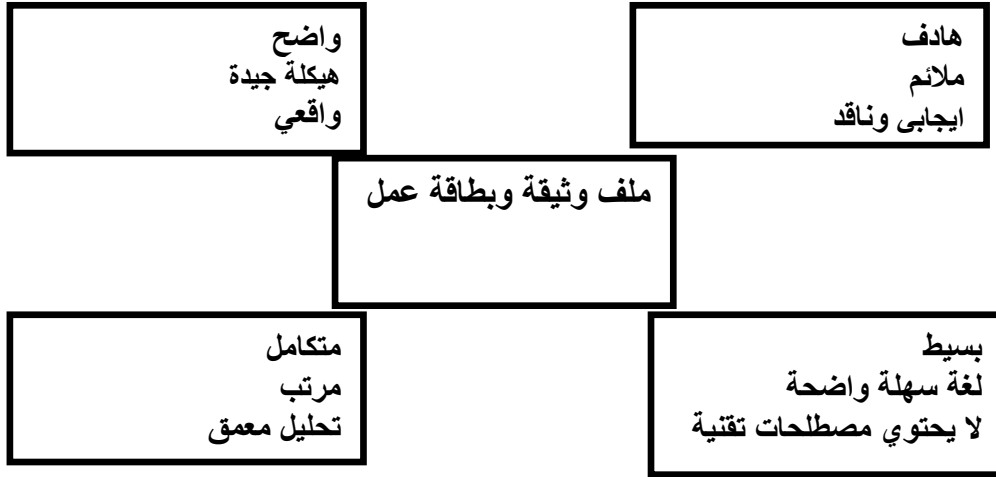 هادف
ملائم
ايجابى وناقد
واضح
هيكلة جيدة
واقعي
ملف وثيقة وبطاقة عمل
بسيط
لغة سهلة واضحة
لا يحتوي مصطلحات تقنية
متكامل
مرتب
تحليل معمق